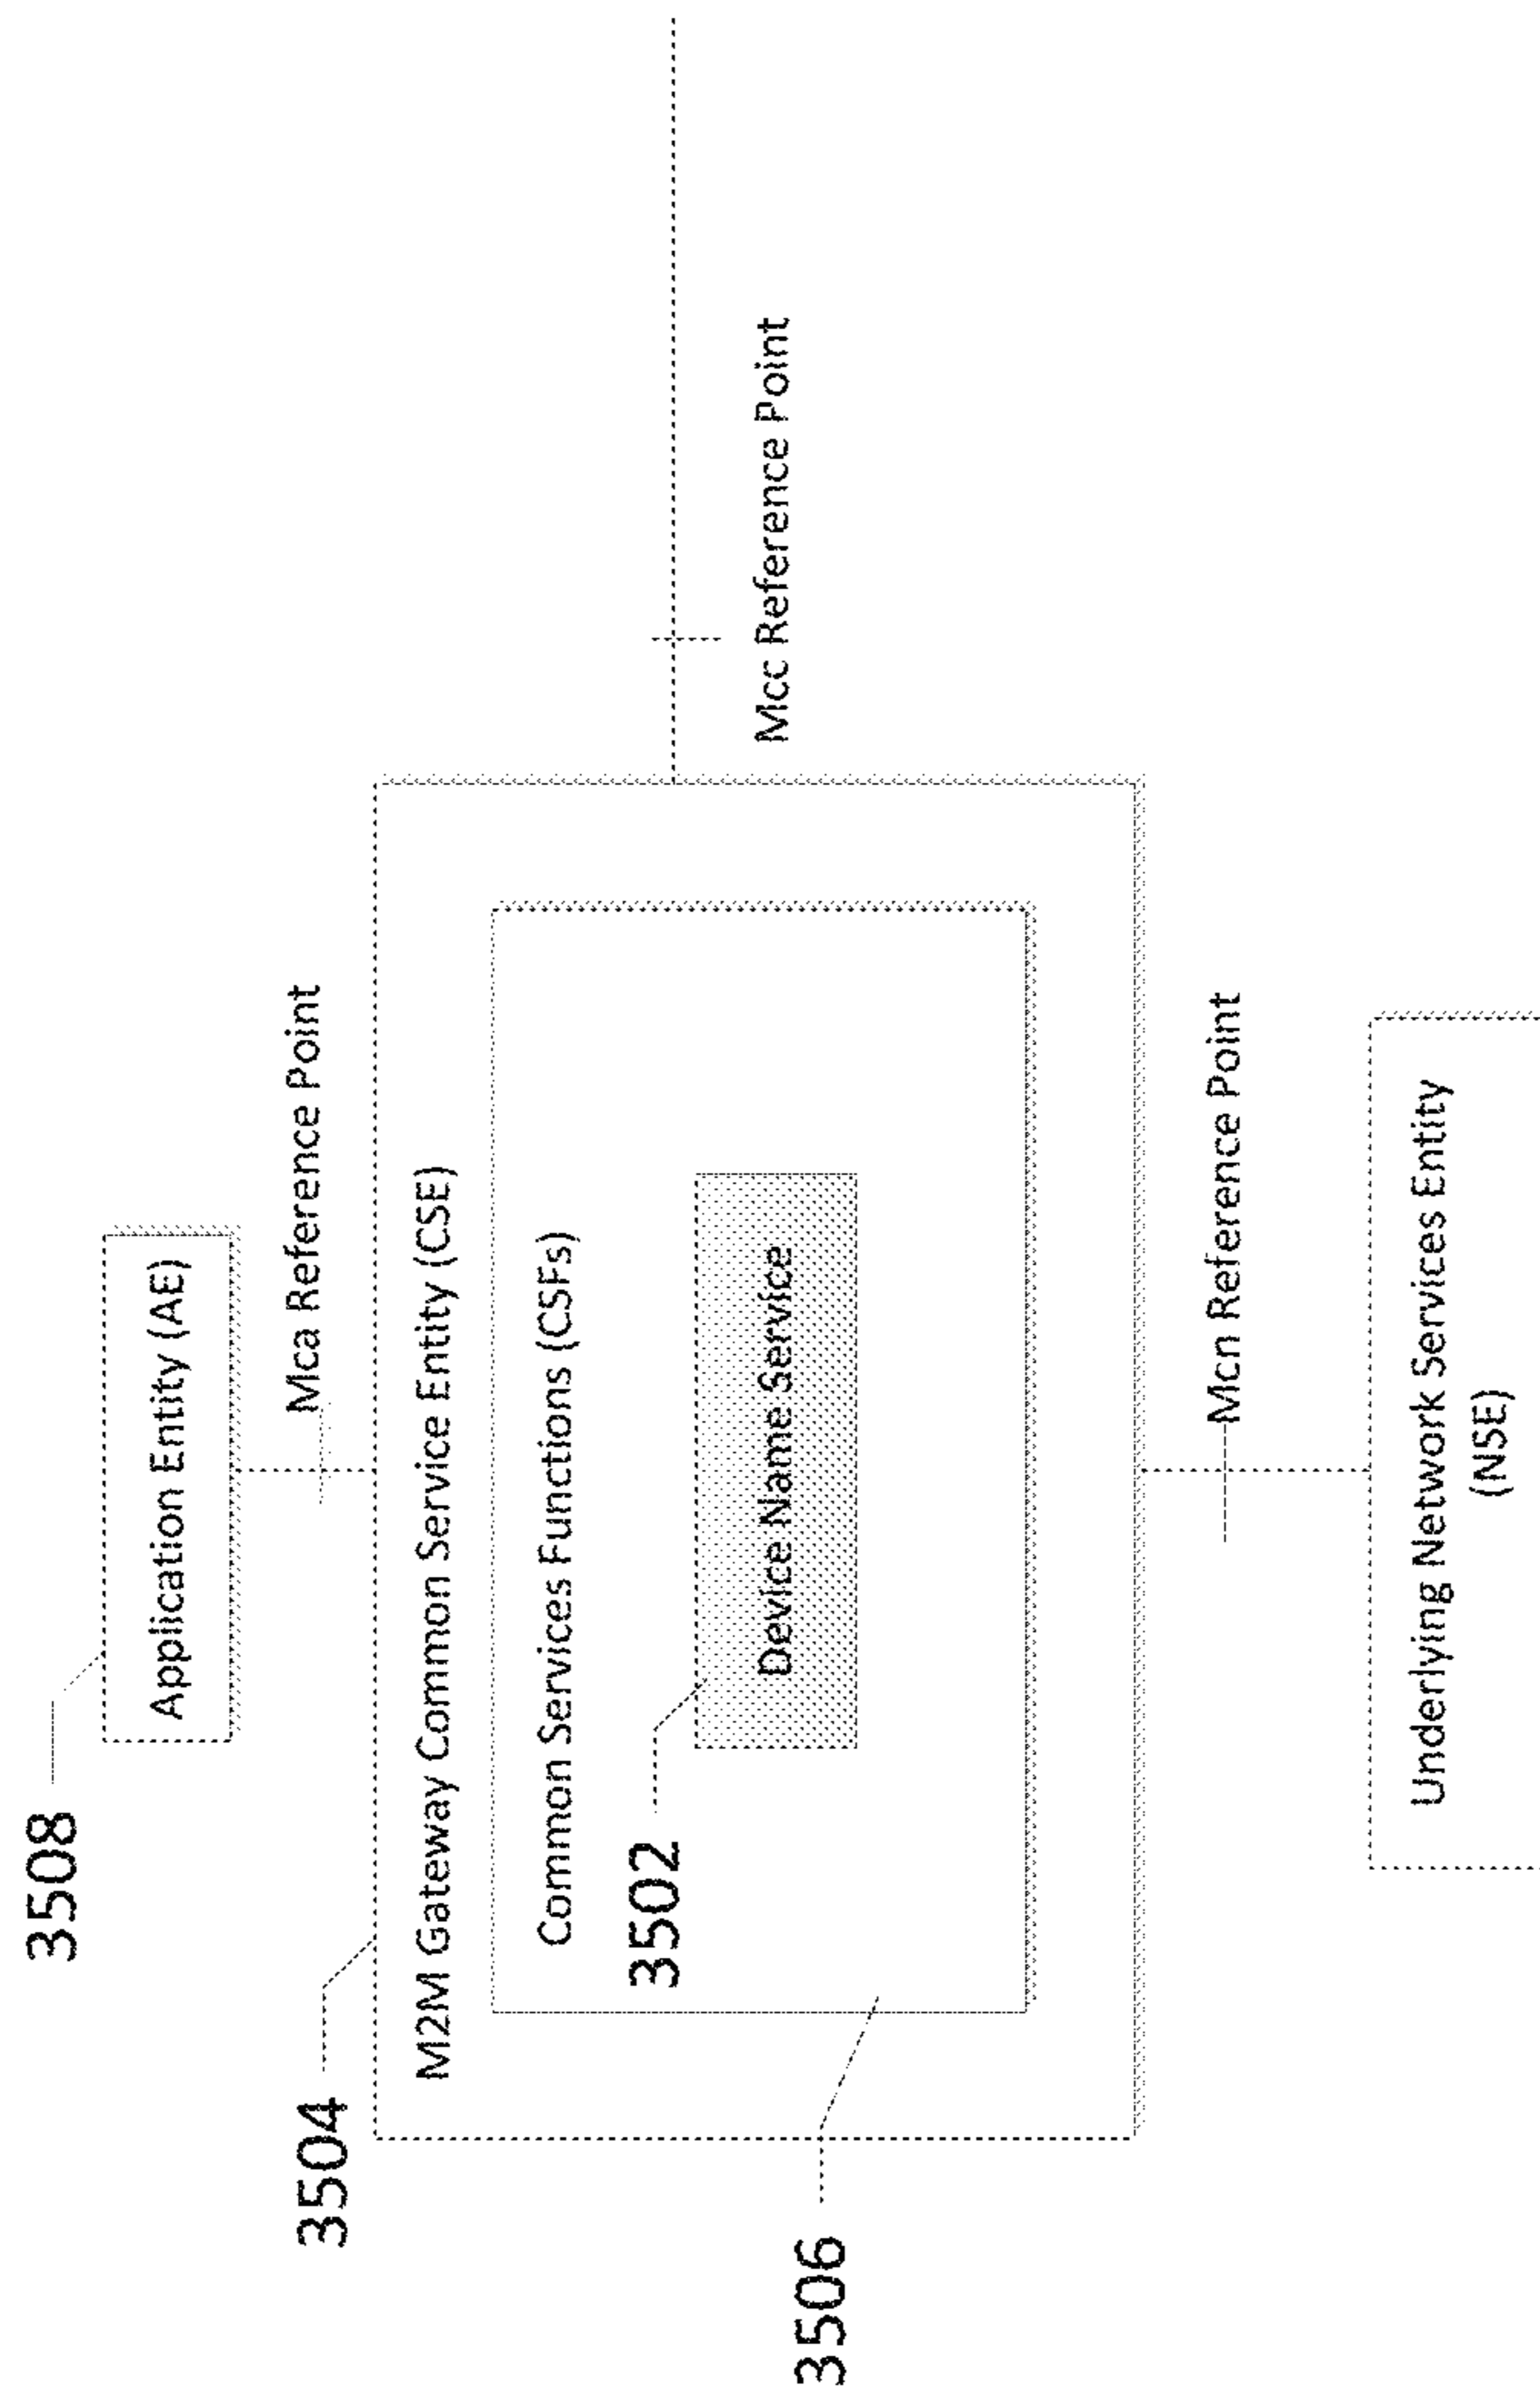 3508
Application Entity (AE)
Mca Reference Point
3504
M2M Gateway Common Service Entity (CSE)
Common Services Functions (CSFs)
3502
Device Name Service
3506
Mcc Reference Point
Mcn Reference Point
Underlying Network Services Entity
(NSE)